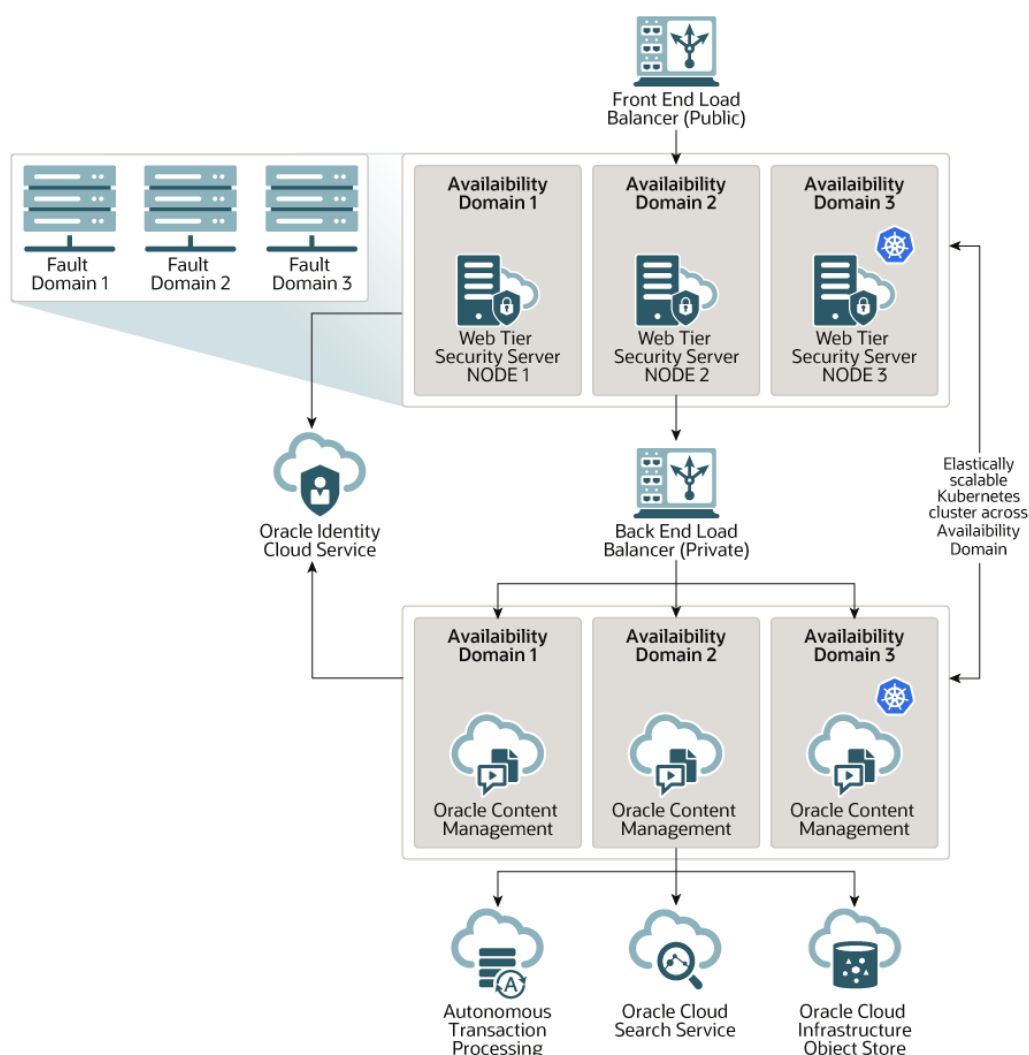 Front End Load
Balancer (Public)
Fault
Domain 1
Fault
Domain 2
Fault
Domain 3
Availaibility
Domain 1
Web Tier
Security Server
NODE 1
Availaibility
Domain 2
Web Tier
Security Server
NODE 2
Availaibility
Domain 3
Web Tier
Security Server
NODE 3
Oracle Identity
Cloud Service
Back End Load
Balancer (Private)
Elastically
scalable
Kubernetes
cluster across
Availaibility
Domain
Availaibility
Domain 1
Oracle Content
Management
Availaibility
Domain 2
Oracle Content
Management
Availaibility
Domain 3
Oracle Content
Management
A
Autonomous
Transaction
Processing
Oracle Cloud
Search Service
Oracle Cloud
Infrastructure
Object Store